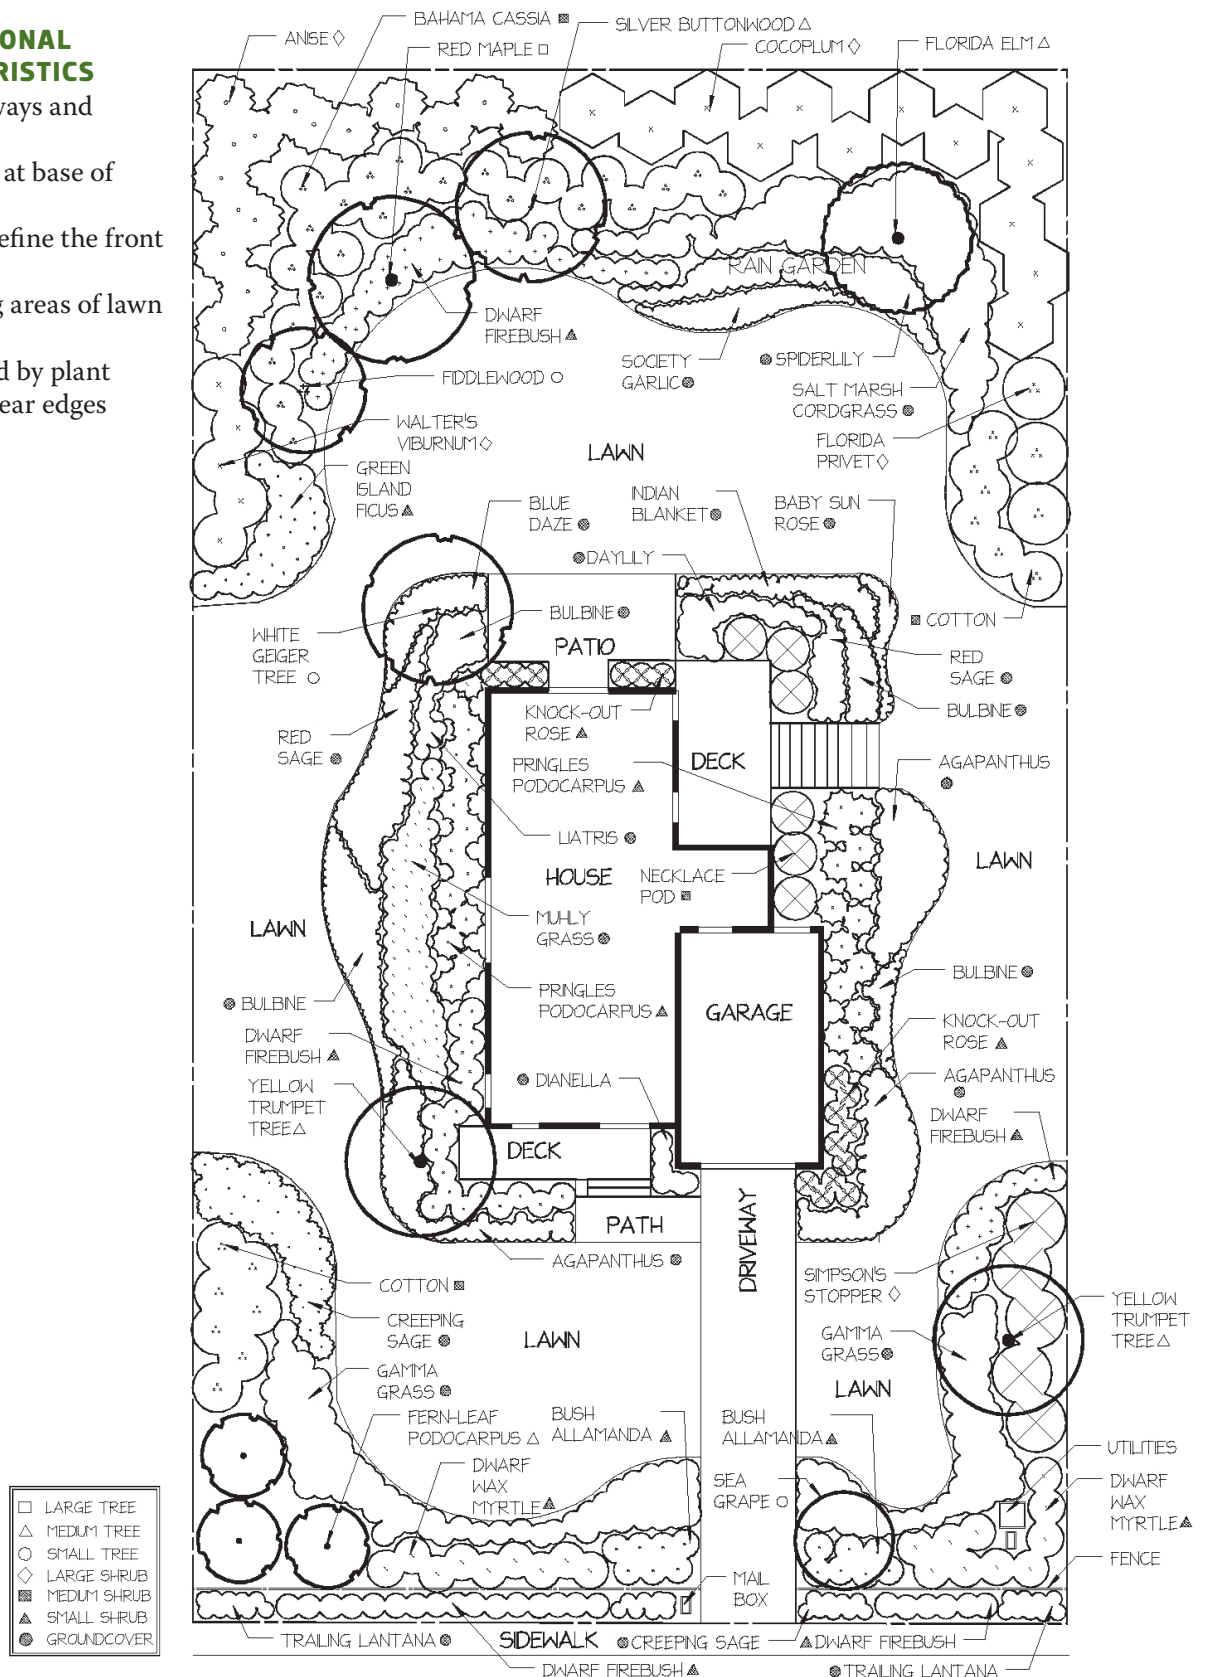 ONAL
RISTICS
ways and
at base of
efine the front
g areas of lawn
d by plant
ear edges
ANISE
BAHAMA CASSIA
RED MAPLE
SILVER BUTTONWOOD
COCOPLUM
FLORIDA ELM
RAIN GARDEN
DWARF
FIREBUSH
SOCIETY
GARLIC
SPIDERLILY
FIDDLEWOOD
SALT MARSH
CORDGRASS
WALTER'S
VIBURNUM
FLORIDA
PRIVET
LAWN
GREEN
ISLAND
FICUS
BLUE
DAZE
INDIAN
BLANKET
BABY SUN
ROSE
DAYLILY
BULBINE
COTTON
WHITE
GEIGER
TREE
PATIO
RED
SAGE
KNOCK-OUT
ROSE
BULBINE
RED
SAGE
PRINGLES
PODOCARPUS
DECK
AGAPANTHUS
LIATRIS
HOUSE
NECKLACE
POD
LAWN
LAWN
MUHLY
GRASS
BULBINE
BULBINE
PRINGLES
PODOCARPUS
GARAGE
KNOCK-OUT
ROSE
DWARF
FIREBUSH
DIANELLA
AGAPANTHUS
YELLOW
TRUMPET
TREE
DWARF
FIREBUSH
DECK
PATH
DRIVEWAY
AGAPANTHUS
COTTON
SIMPSON'S
STOPPER
CREEPING
SAGE
LAWN
GAMMA
GRASS
YELLOW
TRUMPET
TREE
GAMMA
GRASS
LAWN
FERN-LEAF
PODOCARPUS
BUSH
ALLAMANDA
BUSH
ALLAMANDA
UTILITIES
DWARF
WAX
MYRTLE
SEA
GRAPE
DWARF
WAX
MYRTLE
FENCE
LARGE TREE
MEDIUM TREE
SMALL TREE
LARGE SHRUB
MEDIUM SHRUB
SMALL SHRUB
GROUNDCOVER
MAIL
BOX
TRAILING LANTANA
SIDEWALK
CREEPING SAGE
DWARF FIREBUSH
DWARF FIREBUSH
TRAILING LANTANA